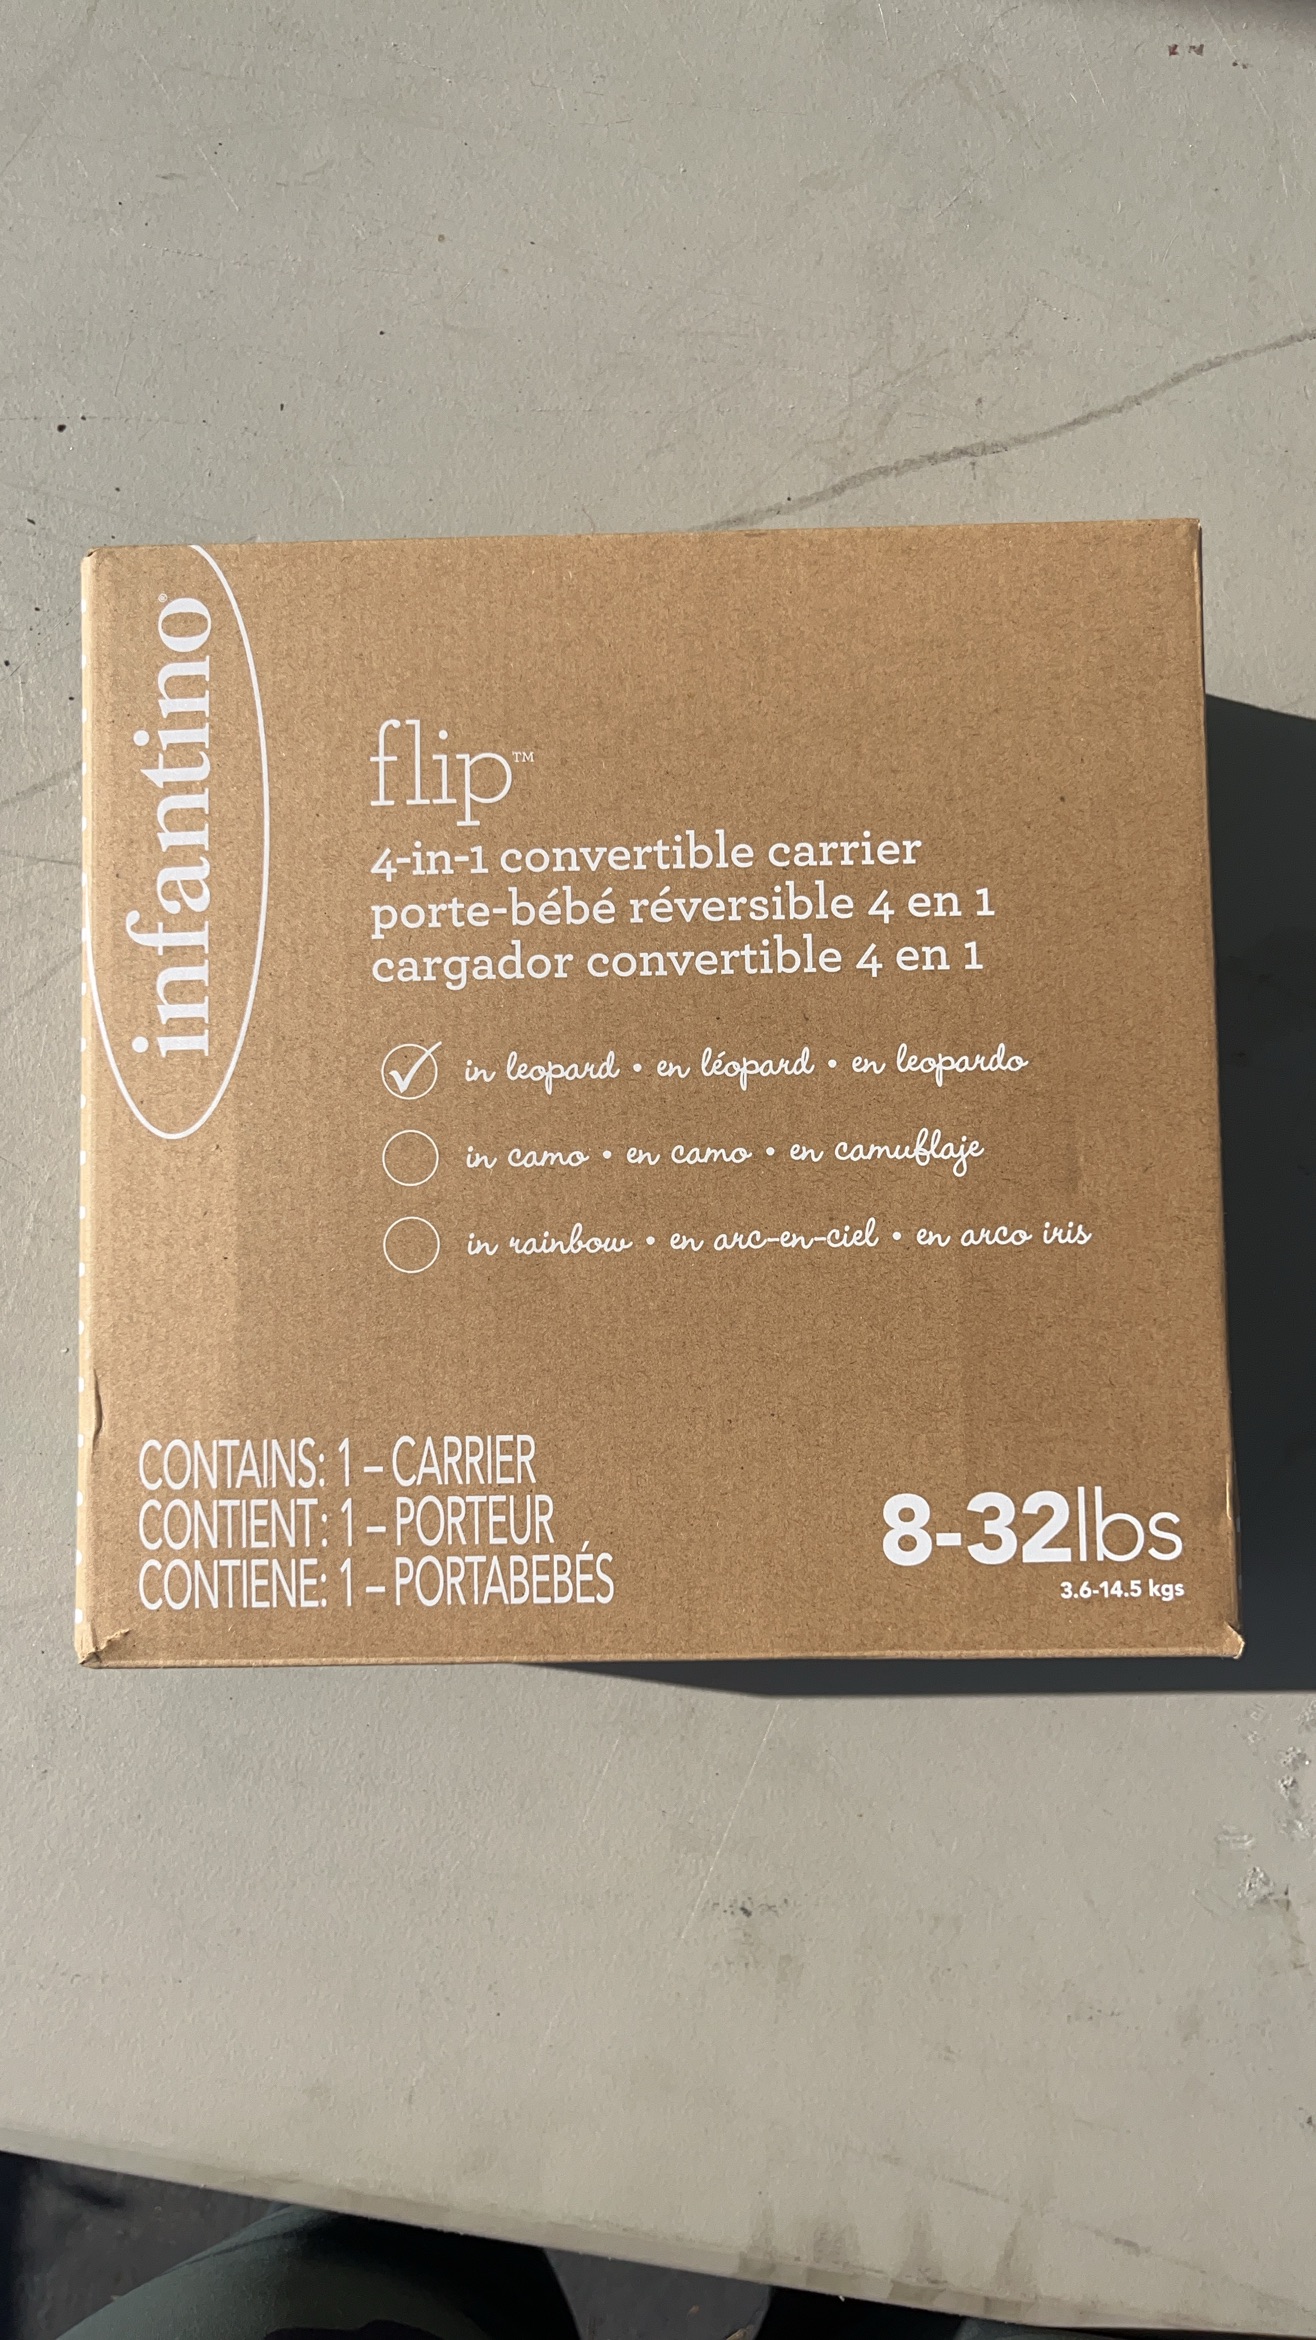 infantino®
flip™
4-in-1 convertible carrier
porte-bébé réversible 4 en 1
cargador convertible 4 en 1
in leopard • en léopard • en leopardo
in camo • en camo • en camuflaje
in rainbow • en arc-en-ciel • en arco iris
CONTAINS: 1 – CARRIER
CONTIENT: 1 – PORTEUR
CONTIENE: 1 – PORTABEBÉS
8-32lbs
3.6-14.5 kgs